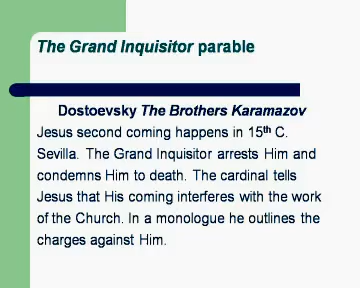 The Grand Inquisitor parable
Dostoevsky The Brothers Karamazov
Jesus second coming happens in 15th C.
Sevilla. The Grand Inquisitor arrests Him and
condemns Him to death. The cardinal tells
Jesus that His coming interferes with the work
of the Church. In a monologue he outlines the
charges against Him.